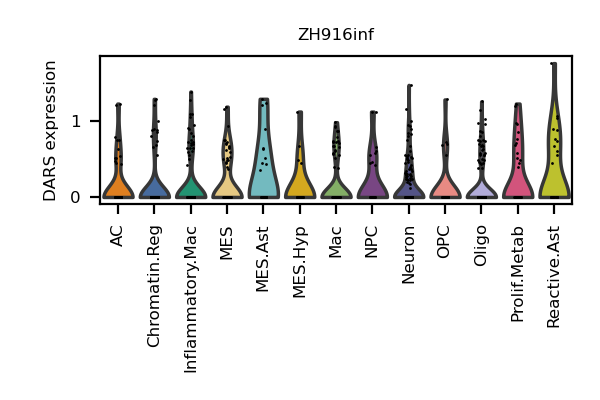 ZH916inf
DARS expression
1
0
AC
Chromatin.Reg
Inflammatory.Mac
MES
MES.Ast
MES.Hyp
Mac
NPC
Neuron
OPC
Oligo
Prolif.Metab
Reactive.Ast